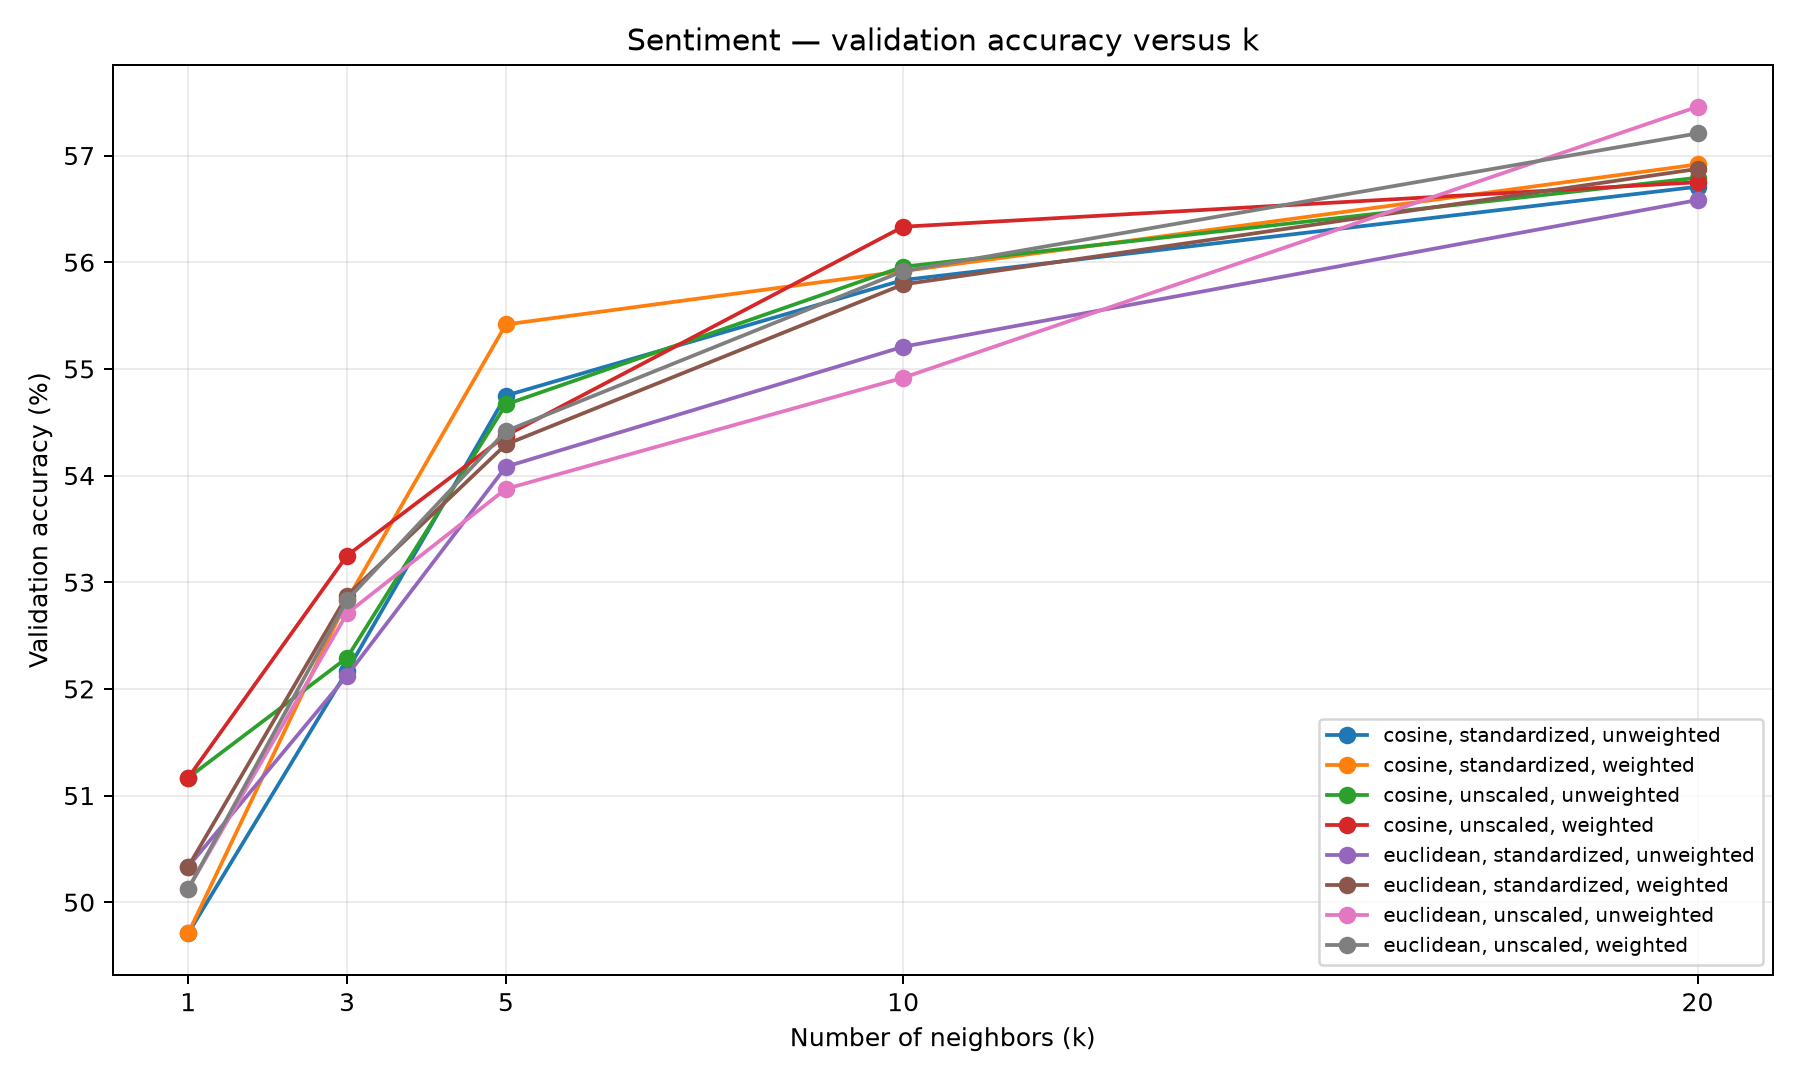 Sentiment — validation accuracy versus k
Validation accuracy (%)
57
56
55
54
53
52
51
50
1 3 5 10 20
Number of neighbors (k)
cosine, standardized, unweighted
cosine, standardized, weighted
cosine, unscaled, unweighted
cosine, unscaled, weighted
euclidean, standardized, unweighted
euclidean, standardized, weighted
euclidean, unscaled, unweighted
euclidean, unscaled, weighted